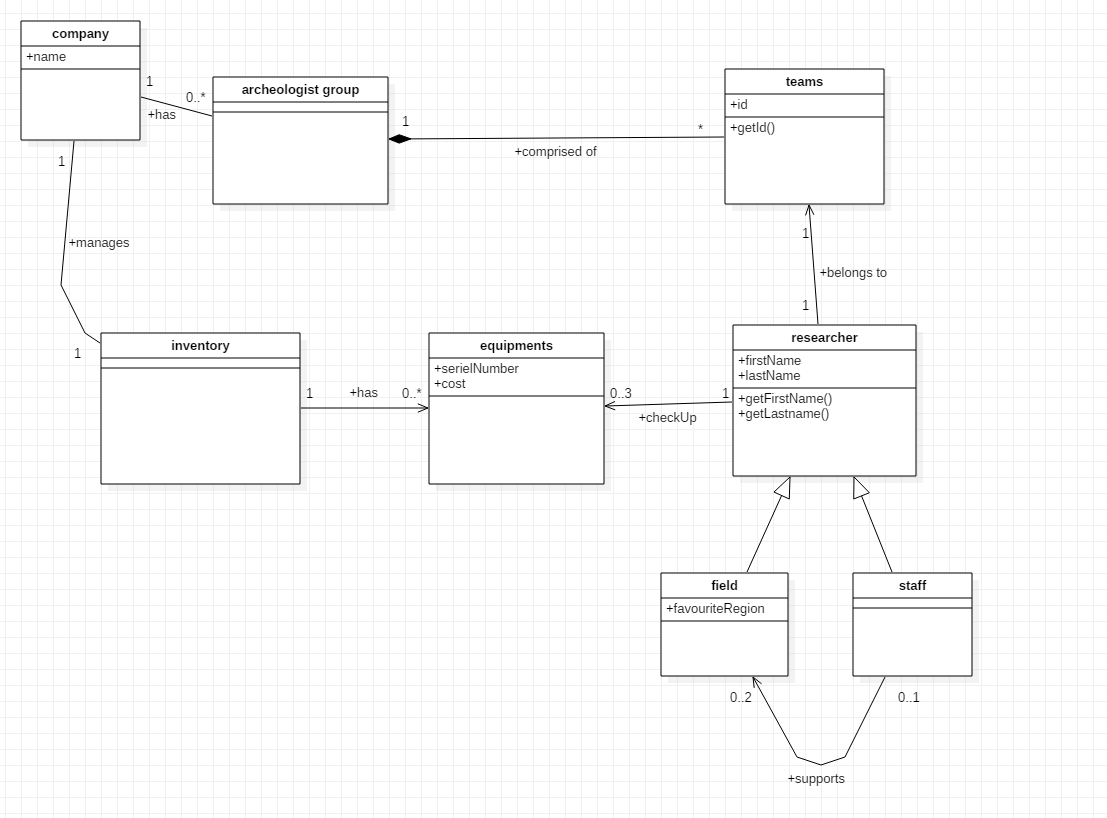 company
+name
1
0..*
+has
archeologist group
1
*
+comprised of
teams
+id
+getId()
1
+manages
1
1
+belongs to
1
inventory
1
+has
0..*
equipments
+serielNumber
+cost
0..3
1
+checkUp
researcher
+firstName
+lastName
+getFirstName()
+getLastname()
field
+favouriteRegion
staff
0..2
0..1
+supports